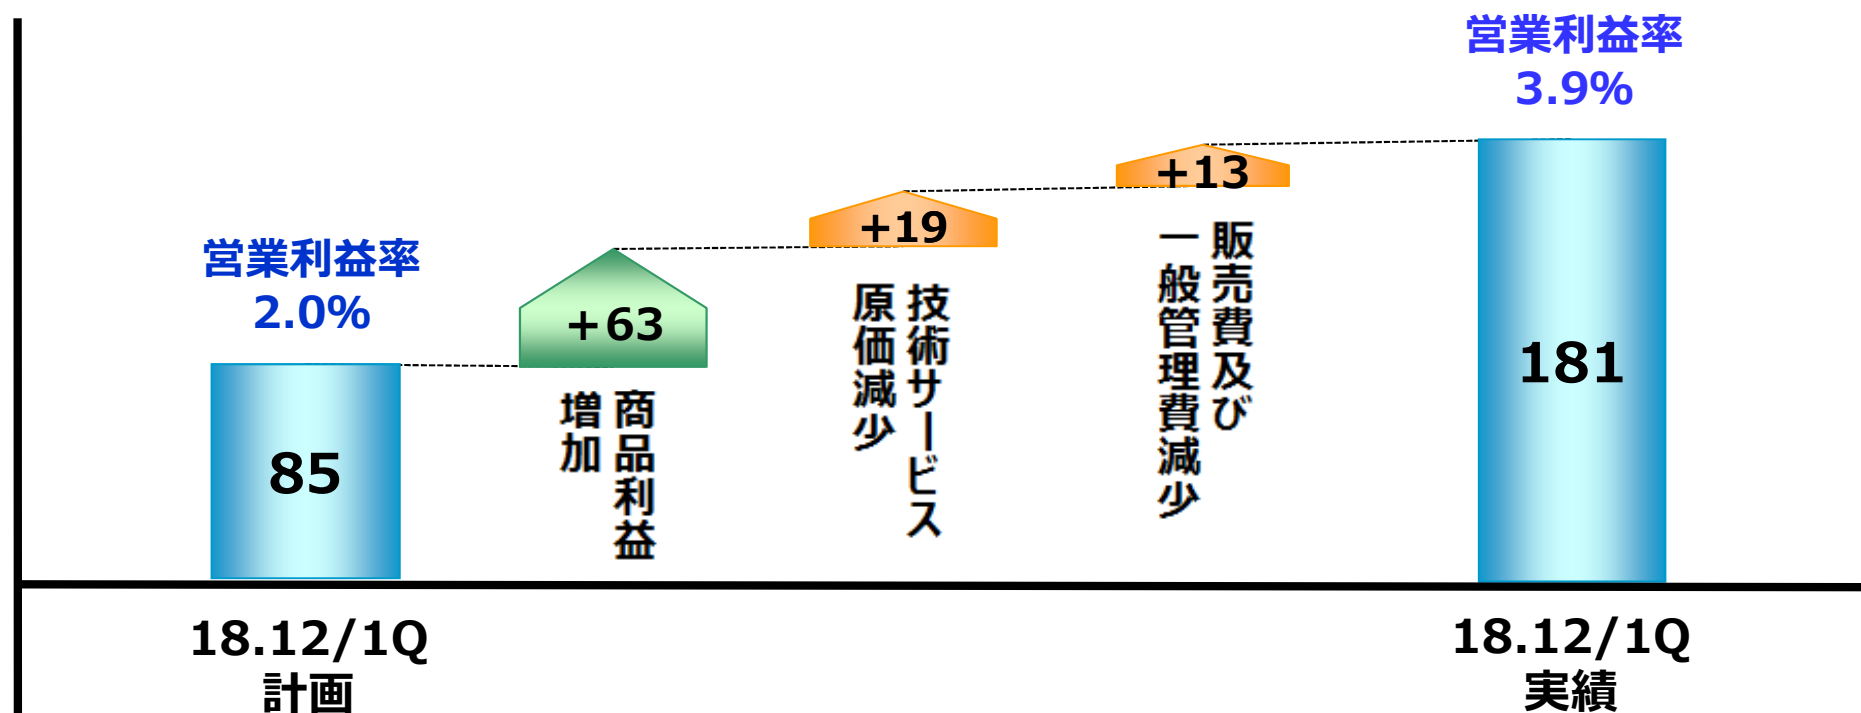 営業利益率
2.0%
85
18.12/1Q
計画
+63
商品利益
増加
+19
技術サービス
原価減少
+13
販売費及び
一般管理費減少
営業利益率
3.9%
181
18.12/1Q
実績